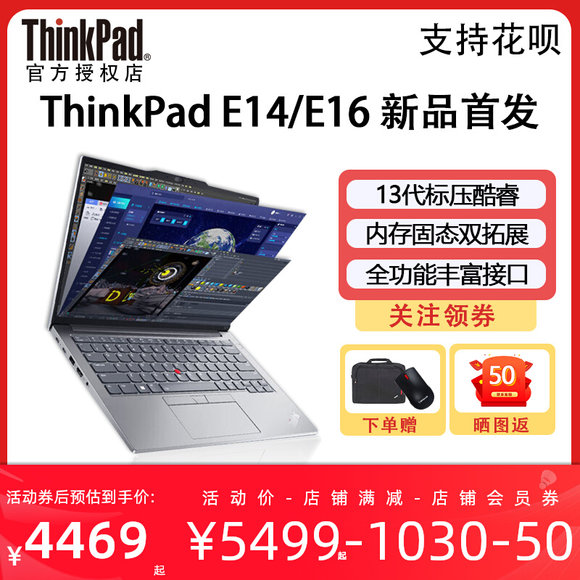 ThinkPad®
官方授权店
支持花呗
ThinkPad E14/E16 新品首发
13代标压酷睿
内存固态双拓展
全功能丰富接口
关注领券
50
下单赠
晒图返
活动券后预估到手价:
¥4469起
活动价-店铺满减-店铺会员券
¥5499起-1030-50